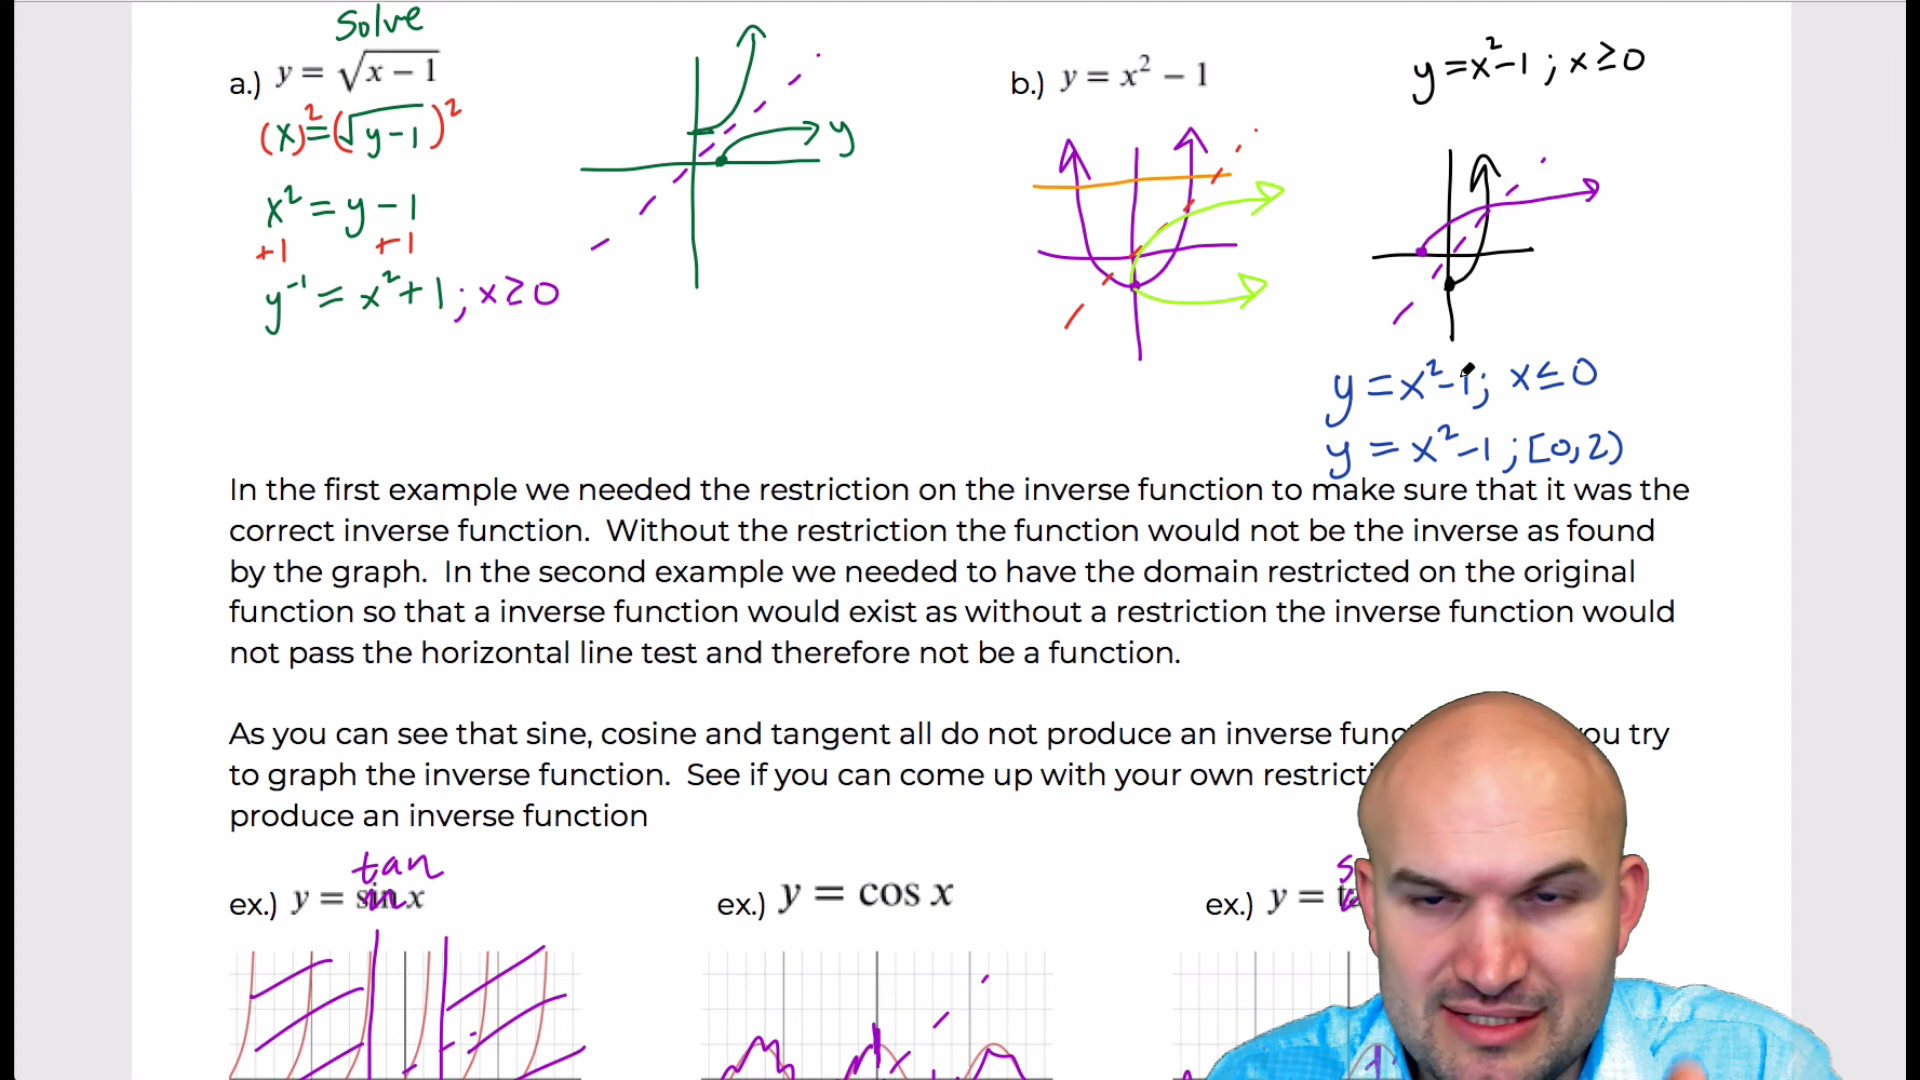 Solve
a.) y = √x − 1
(x)²=(√y-1)²
x² = y - 1
+1 +1
y⁻¹ = x²+1 ; x≥0
y
b.) y = x² − 1
y=x²-1 ; x≥0
y=x²-1; x≤0
y = x²-1 ; [0,2)
In the first example we needed the restriction on the inverse function to make sure that it was the
correct inverse function. Without the restriction the function would not be the inverse as found
by the graph. In the second example we needed to have the domain restricted on the original
function so that a inverse function would exist as without a restriction the inverse function would
not pass the horizontal line test and therefore not be a function.
As you can see that sine, cosine and tangent all do not produce an inverse func ou try
to graph the inverse function. See if you can come up with your own restricti
produce an inverse function
tan
ex.) y = sin x
ex.) y = cos x
s
ex.) y = ta